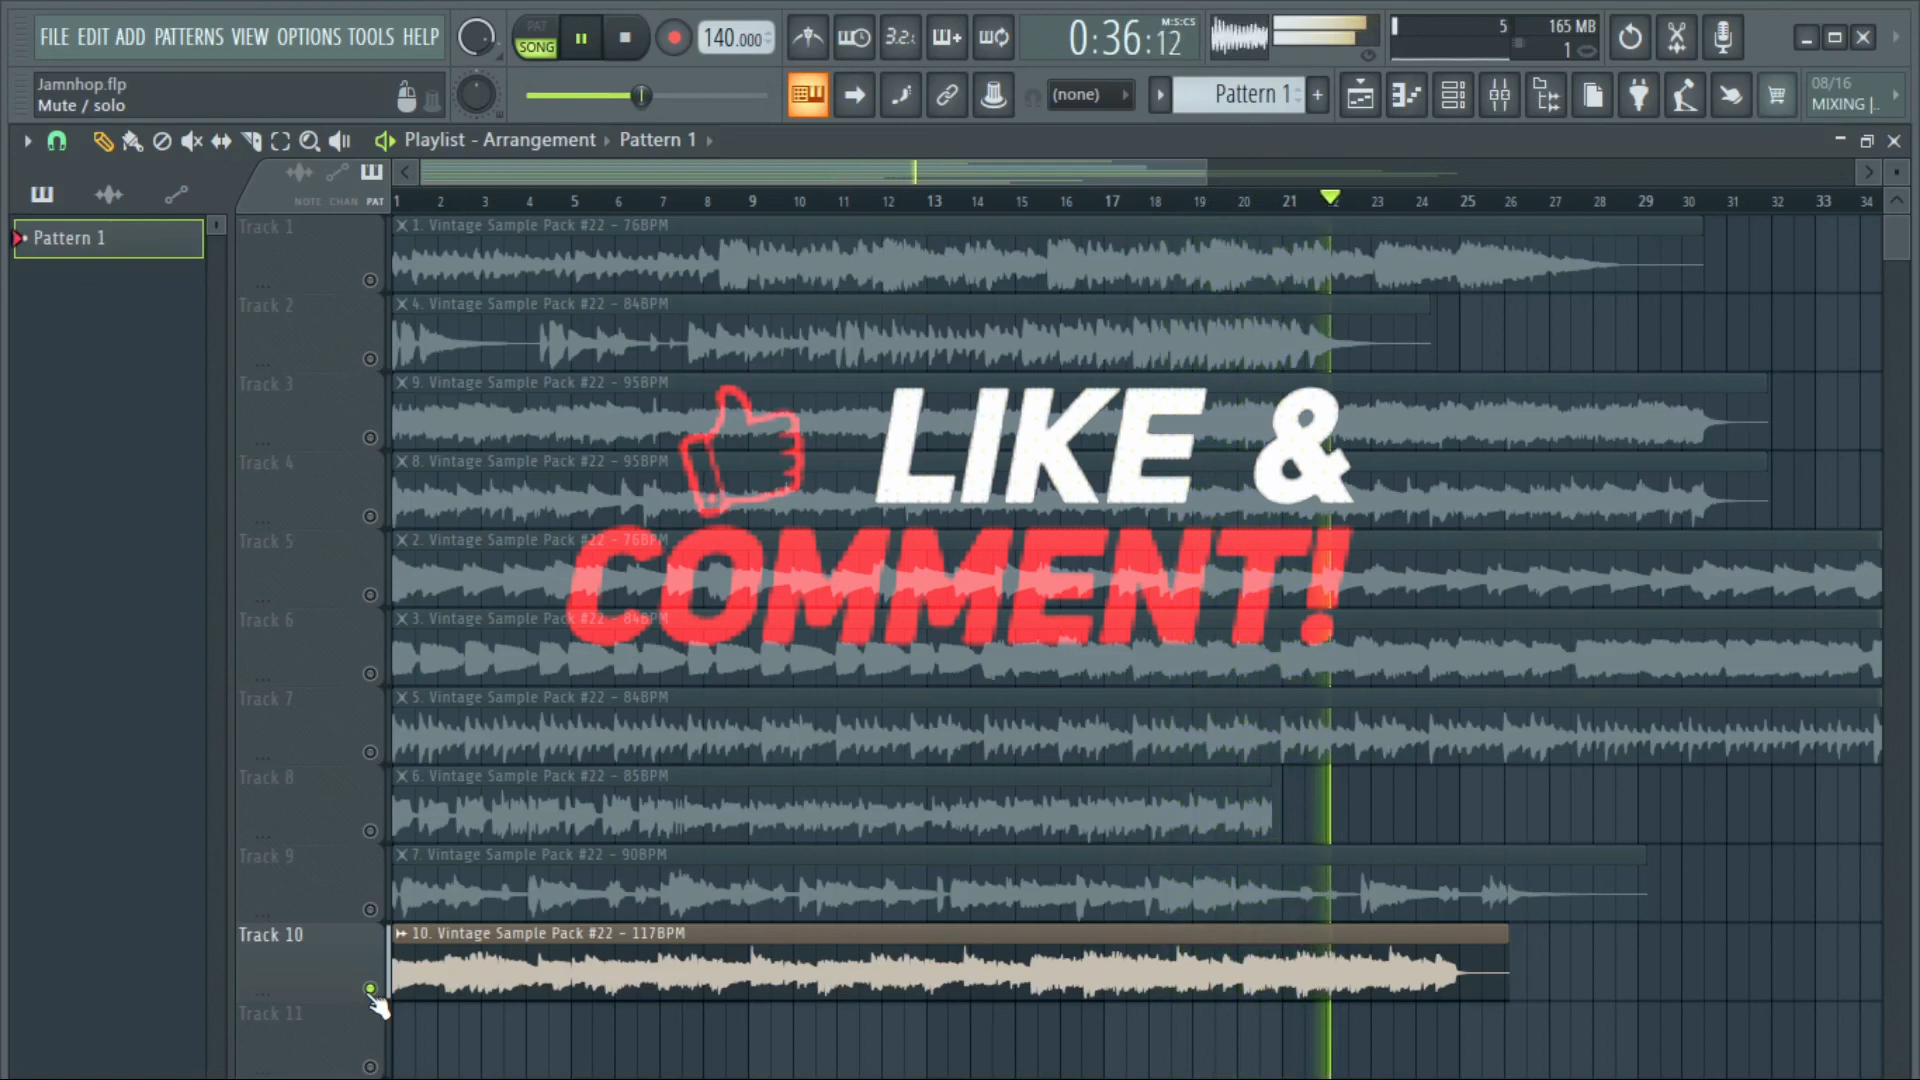 FILE EDIT ADD PATTERNS VIEW OPTIONS TOOLS HELP
PAT
SONG
140.000
3.2.
0:36:12
M:S:CS
5
165 MB
1
Jamnhop.flp
Mute / solo
(none)
Pattern 1
08/16
MIXING |..
Playlist - Arrangement
Pattern 1
NOTE CHAN PAT
1 2 3 4 5 6 7 8 9 10 11 12 13 14 15 16 17 18 19 20 21 22 23 24 25 26 27 28 29 30 31 32 33 34
Pattern 1
Track 1
1. Vintage Sample Pack #22 - 76BPM
Track 2
4. Vintage Sample Pack #22 - 84BPM
Track 3
9. Vintage Sample Pack #22 - 95BPM
Track 4
8. Vintage Sample Pack #22 - 95BPM
LIKE &
COMMENT!
Track 5
2. Vintage Sample Pack #22 - 76BPM
Track 6
3. Vintage Sample Pack #22 - 84BPM
Track 7
5. Vintage Sample Pack #22 - 84BPM
Track 8
6. Vintage Sample Pack #22 - 85BPM
Track 9
7. Vintage Sample Pack #22 - 90BPM
Track 10
10. Vintage Sample Pack #22 - 117BPM
Track 11